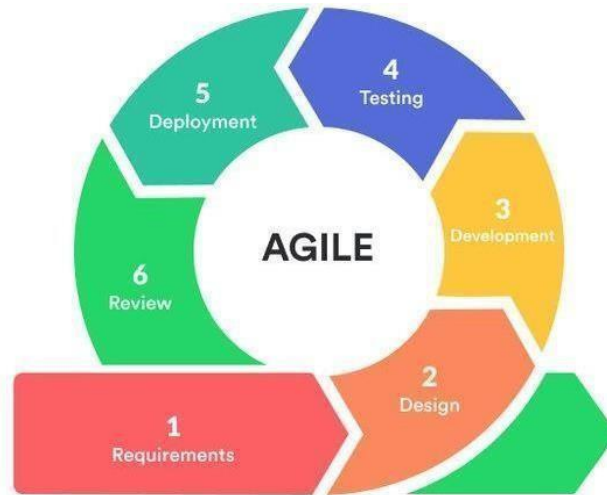 5
Deployment
4
Testing
3
Development
AGILE
6
Review
2
Design
1
Requirements